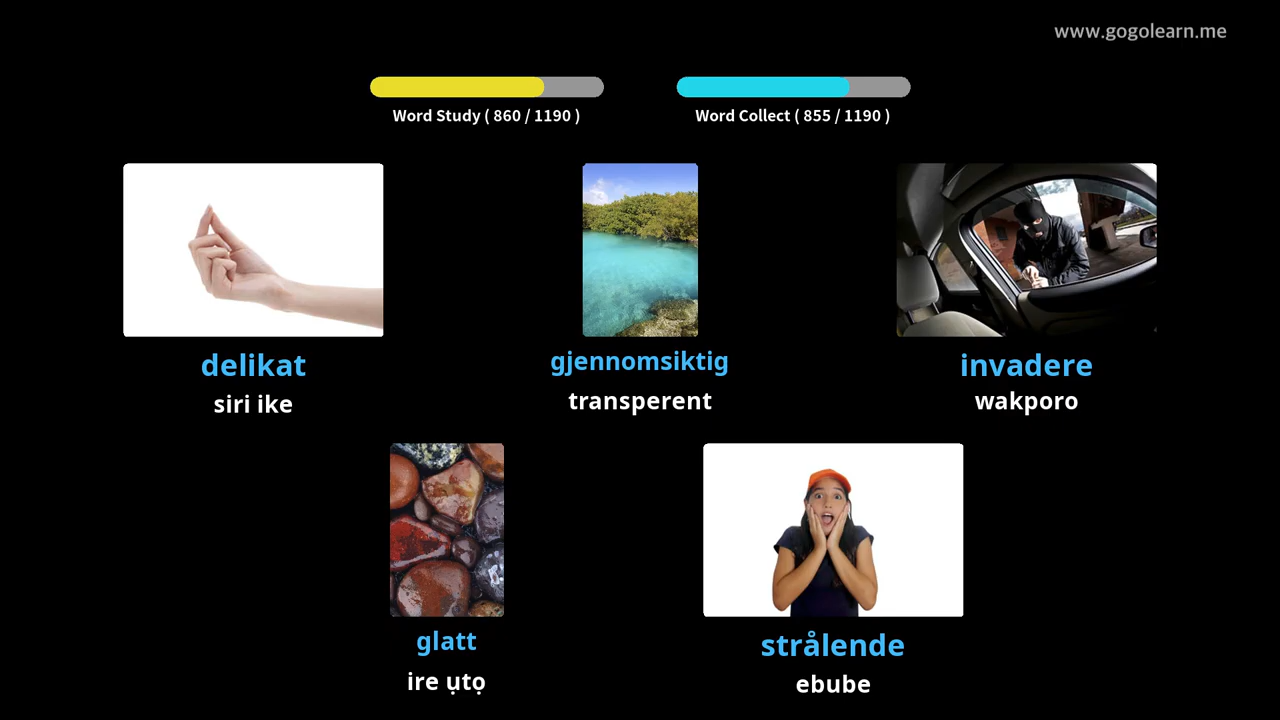 www.gogolearn.me
Word Study ( 860 / 1190 )
Word Collect ( 855 / 1190 )
delikat
siri ike
gjennomsiktig
transperent
invadere
wakporo
glatt
ire ụtọ
strålende
ebube